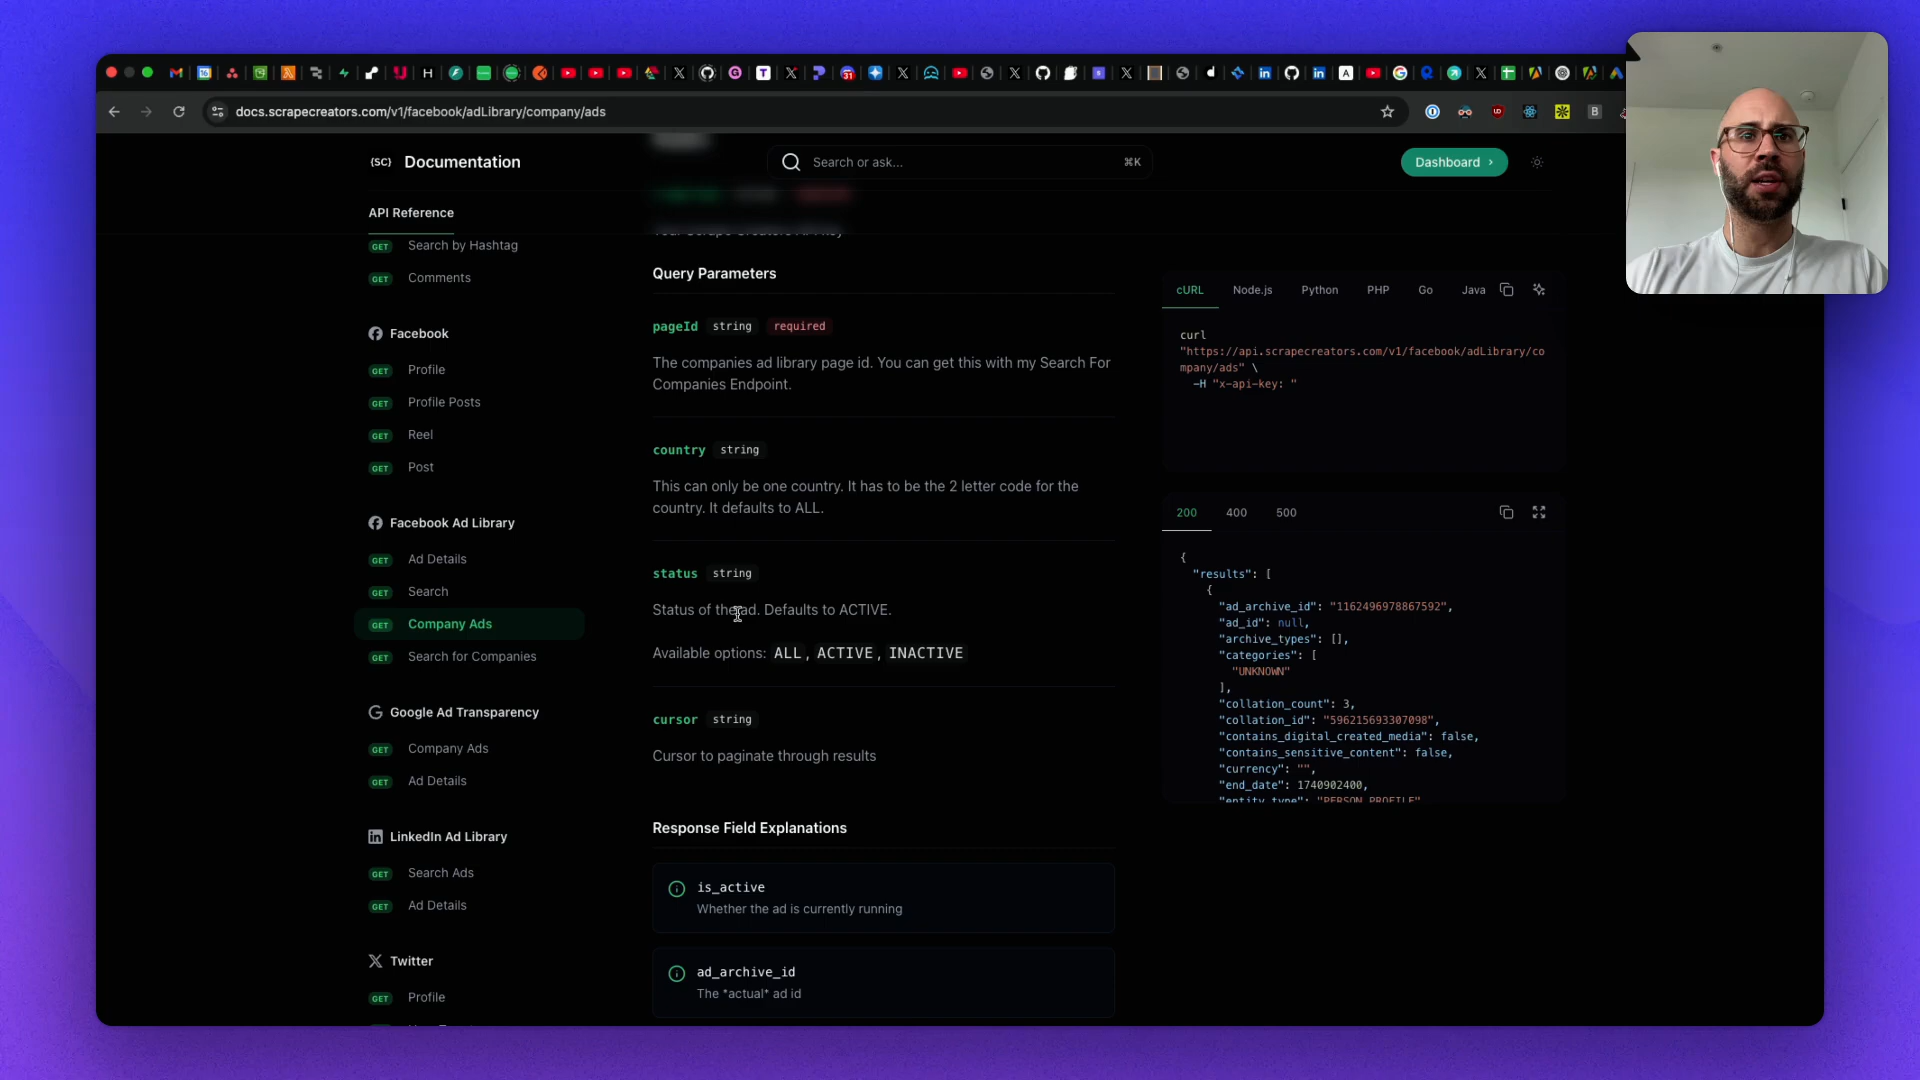 docs.scrapecreators.com/v1/facebook/adLibrary/company/ads
(SC) Documentation
Search or ask...
⌘K
Dashboard ›
API Reference
GET Search by Hashtag
GET Comments
Facebook
GET Profile
GET Profile Posts
GET Reel
GET Post
Facebook Ad Library
GET Ad Details
GET Search
GET Company Ads
GET Search for Companies
Google Ad Transparency
GET Company Ads
GET Ad Details
LinkedIn Ad Library
GET Search Ads
GET Ad Details
Twitter
GET Profile
Query Parameters
pageId string required
The companies ad library page id. You can get this with my Search For
Companies Endpoint.
country string
This can only be one country. It has to be the 2 letter code for the
country. It defaults to ALL.
status string
Status of the ad. Defaults to ACTIVE.
Available options: ALL, ACTIVE, INACTIVE
cursor string
Cursor to paginate through results
Response Field Explanations
is_active
Whether the ad is currently running
ad_archive_id
The *actual* ad id
cURL Node.js Python PHP Go Java
curl
"https://api.scrapecreators.com/v1/facebook/adLibrary/co
mpany/ads" \
-H "x-api-key: "
200 400 500
{
"results": [
{
"ad_archive_id": "1162496978867592",
"ad_id": null,
"archive_types": [],
"categories": [
"UNKNOWN"
],
"collation_count": 3,
"collation_id": "596215693307098",
"contains_digital_created_media": false,
"contains_sensitive_content": false,
"currency": "",
"end_date": 1740902400,
"entity_type": "PERSON_PROFILE"